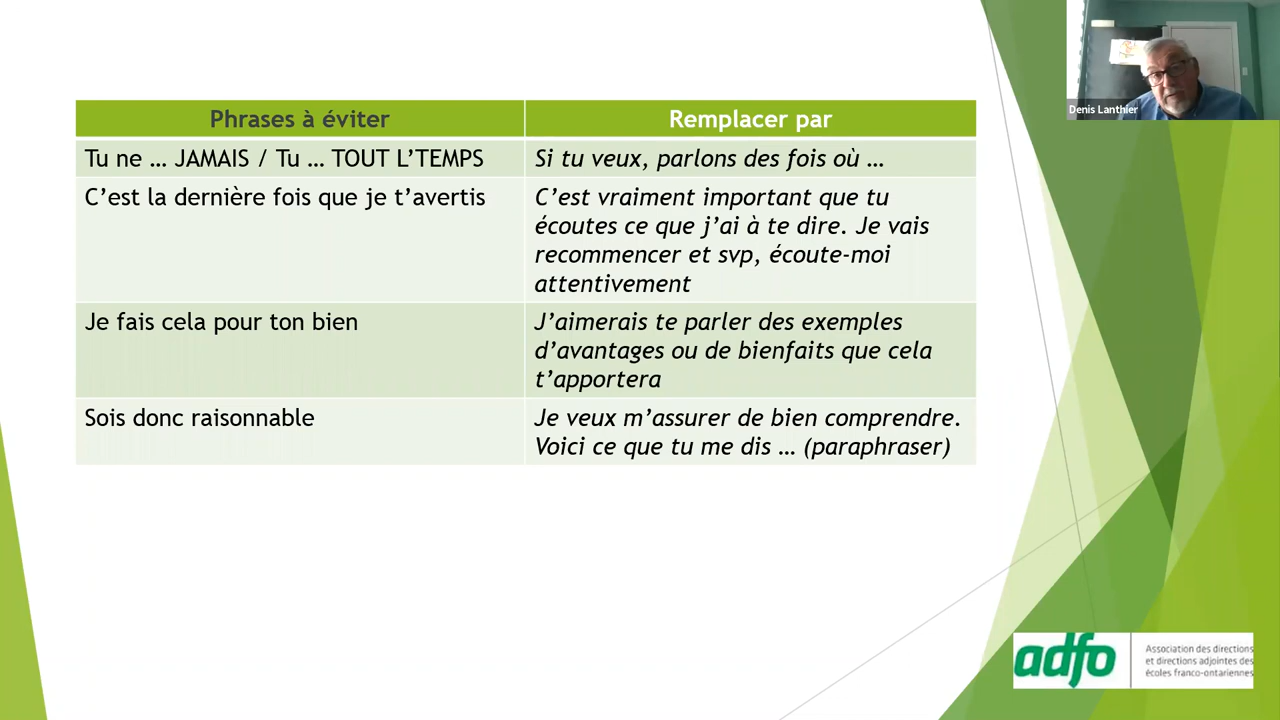 Phrases à éviter
Remplacer par
Tu ne … JAMAIS / Tu … TOUT L’TEMPS
Si tu veux, parlons des fois où …
C’est la dernière fois que je t’avertis
C’est vraiment important que tu
écoutes ce que j’ai à te dire. Je vais
recommencer et svp, écoute-moi
attentivement
Je fais cela pour ton bien
J’aimerais te parler des exemples
d’avantages ou de bienfaits que cela
t’apportera
Sois donc raisonnable
Je veux m’assurer de bien comprendre.
Voici ce que tu me dis … (paraphraser)
Denis Lanthier
adfo
Association des directions
et directions adjointes des
écoles franco-ontariennes